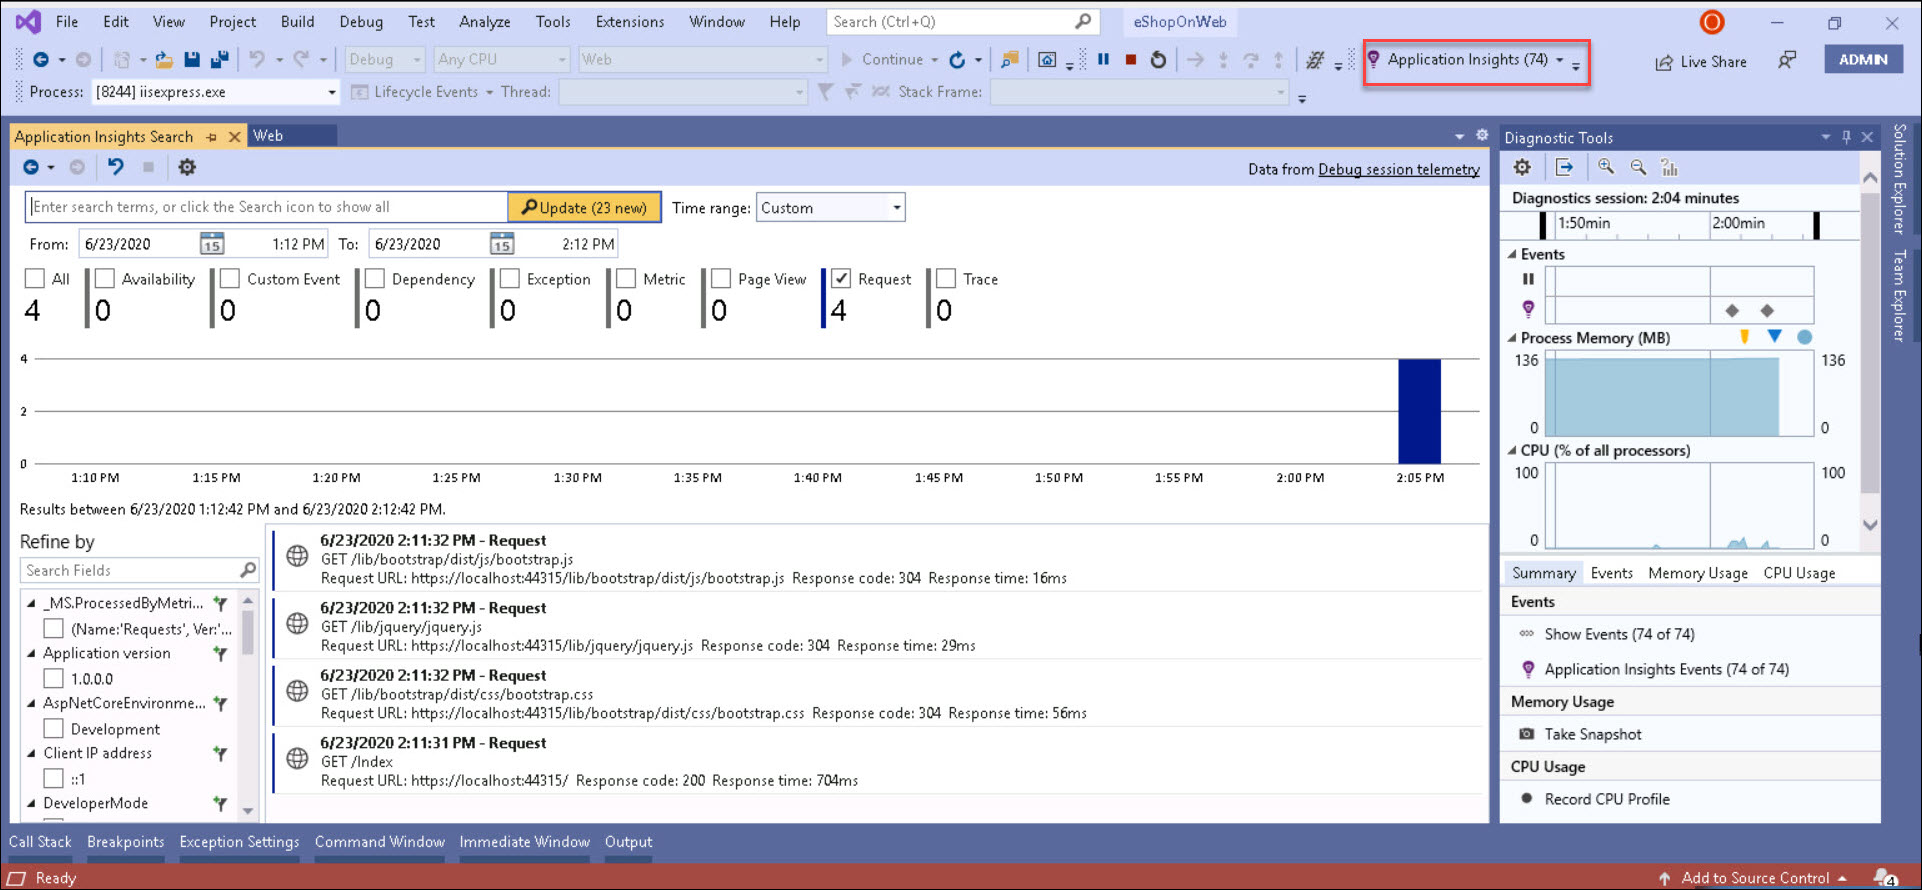 File Edit View Project Build Debug Test Analyze Tools Extensions Window Help Search (Ctrl+Q) eShopOnWeb
Debug Any CPU Web Continue Application Insights (74) Live Share ADMIN
Process: [8244] iisexpress.exe Lifecycle Events Thread: Stack Frame:
Application Insights Search Web
Data from Debug session telemetry
Enter search terms, or click the Search icon to show all Update (23 new) Time range: Custom
From: 6/23/2020 15 1:12 PM To: 6/23/2020 15 2:12 PM
All Availability Custom Event Dependency Exception Metric Page View Request Trace
4 0 0 0 0 0 0 4 0
4
2
0
1:10 PM 1:15 PM 1:20 PM 1:25 PM 1:30 PM 1:35 PM 1:40 PM 1:45 PM 1:50 PM 1:55 PM 2:00 PM 2:05 PM
Results between 6/23/2020 1:12:42 PM and 6/23/2020 2:12:42 PM.
Refine by
Search Fields
_MS.ProcessedByMetri...
(Name:'Requests', Ver:'...
Application version
1.0.0.0
AspNetCoreEnvironme...
Development
Client IP address
::1
DeveloperMode
6/23/2020 2:11:32 PM - Request
GET /lib/bootstrap/dist/js/bootstrap.js
Request URL: https://localhost:44315/lib/bootstrap/dist/js/bootstrap.js Response code: 304 Response time: 16ms
6/23/2020 2:11:32 PM - Request
GET /lib/jquery/jquery.js
Request URL: https://localhost:44315/lib/jquery/jquery.js Response code: 304 Response time: 29ms
6/23/2020 2:11:32 PM - Request
GET /lib/bootstrap/dist/css/bootstrap.css
Request URL: https://localhost:44315/lib/bootstrap/dist/css/bootstrap.css Response code: 304 Response time: 56ms
6/23/2020 2:11:31 PM - Request
GET /Index
Request URL: https://localhost:44315/ Response code: 200 Response time: 704ms
Diagnostic Tools
Diagnostics session: 2:04 minutes
1:50min 2:00min
Events
Process Memory (MB)
136 136
0 0
CPU (% of all processors)
100 100
0 0
Summary Events Memory Usage CPU Usage
Events
Show Events (74 of 74)
Application Insights Events (74 of 74)
Memory Usage
Take Snapshot
CPU Usage
Record CPU Profile
Solution Explorer
Team Explorer
Call Stack Breakpoints Exception Settings Command Window Immediate Window Output
Ready Add to Source Control 4